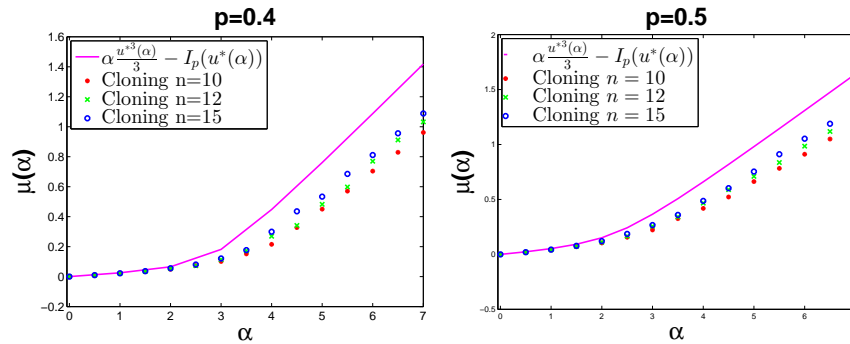 p=0.4
μ(α)
1.6
1.4
1.2
1
0.8
0.6
0.4
0.2
0
−0.2
α u*³(α)/3 − I_p(u*(α))
Cloning n=10
Cloning n=12
Cloning n=15
0 1 2 3 4 5 6 7
α
p=0.5
μ(α)
2
1.5
1
0.5
0
−0.5
α u*³(α)/3 − I_p(u*(α))
Cloning n = 10
Cloning n = 12
Cloning n = 15
0 1 2 3 4 5 6
α